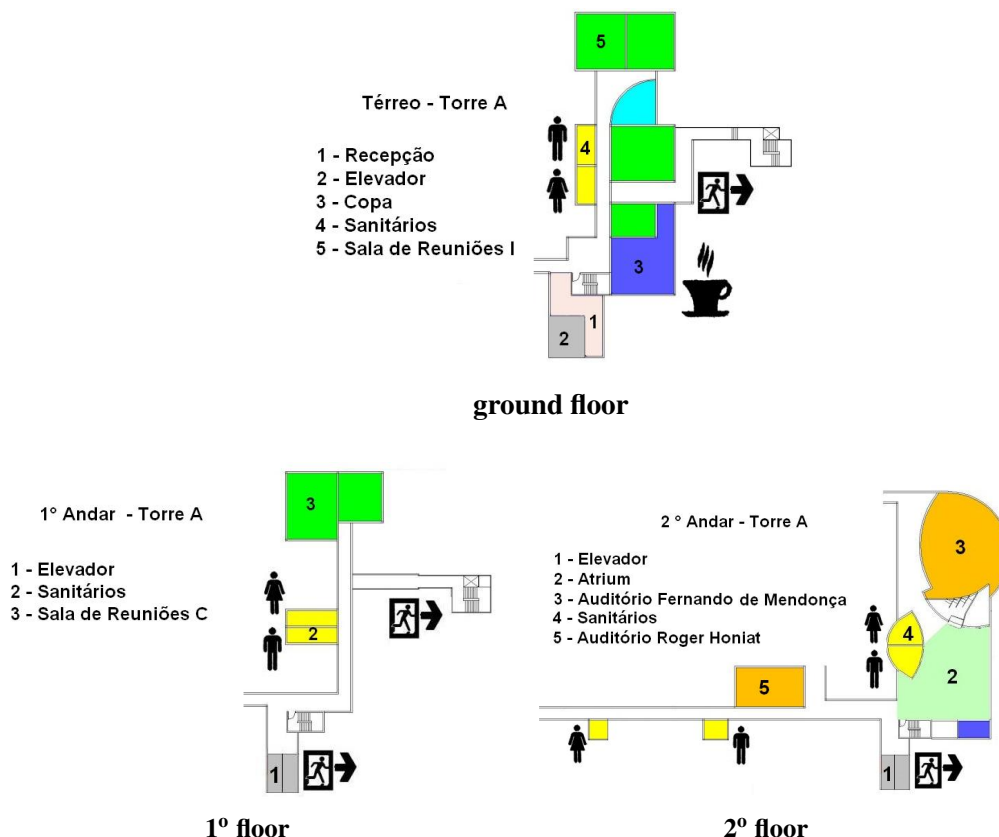 5
Térreo - Torre A
4
1 - Recepção
2 - Elevador
3 - Copa
4 - Sanitários
5 - Sala de Reuniões I
3
1
2
ground floor
1º Andar - Torre A
1 - Elevador
2 - Sanitários
3 - Sala de Reuniões C
3
2
1
1º floor
2 º Andar - Torre A
1 - Elevador
2 - Atrium
3 - Auditório Fernando de Mendonça
4 - Sanitários
5 - Auditório Roger Honiat
3
4
2
5
1
2º floor